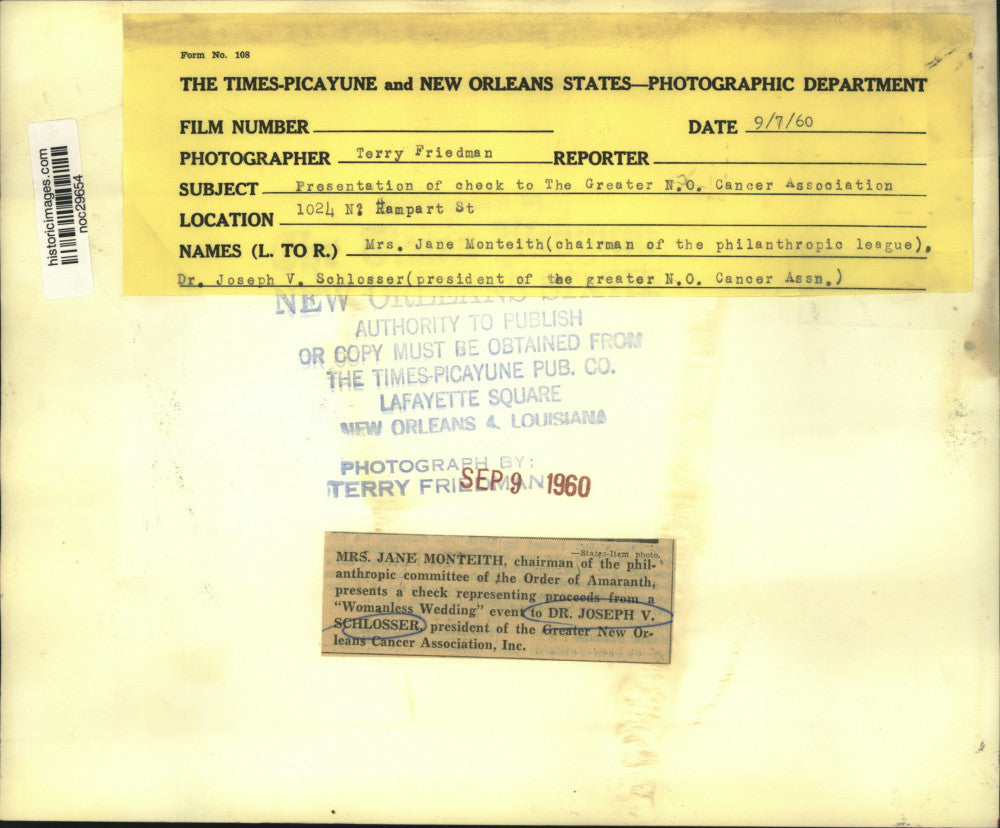 Form No. 108
THE TIMES-PICAYUNE and NEW ORLEANS STATES—PHOTOGRAPHIC DEPARTMENT
FILM NUMBER
DATE 9/7/60
PHOTOGRAPHER Terry Friedman REPORTER
SUBJECT Presentation of check to The Greater N.O. Cancer Association
LOCATION 1024 N. Rampart St
NAMES (L. TO R.) Mrs. Jane Monteith(chairman of the philanthropic league),
Dr. Joseph V. Schlosser(president of the greater N.O. Cancer Assn.)
historicimages.com
noc29654
NEW ORLEANS
AUTHORITY TO PUBLISH
OR COPY MUST BE OBTAINED FROM
THE TIMES-PICAYUNE PUB. CO.
LAFAYETTE SQUARE
NEW ORLEANS 4, LOUISIANA
PHOTOGRAPH BY:
TERRY FRIEDMAN
SEP 9 1960
—States-Item photo.
MRS. JANE MONTEITH, chairman of the phil-
anthropic committee of the Order of Amaranth,
presents a check representing proceeds from a
"Womanless Wedding" event to DR. JOSEPH V.
SCHLOSSER, president of the Greater New Or-
leans Cancer Association, Inc.